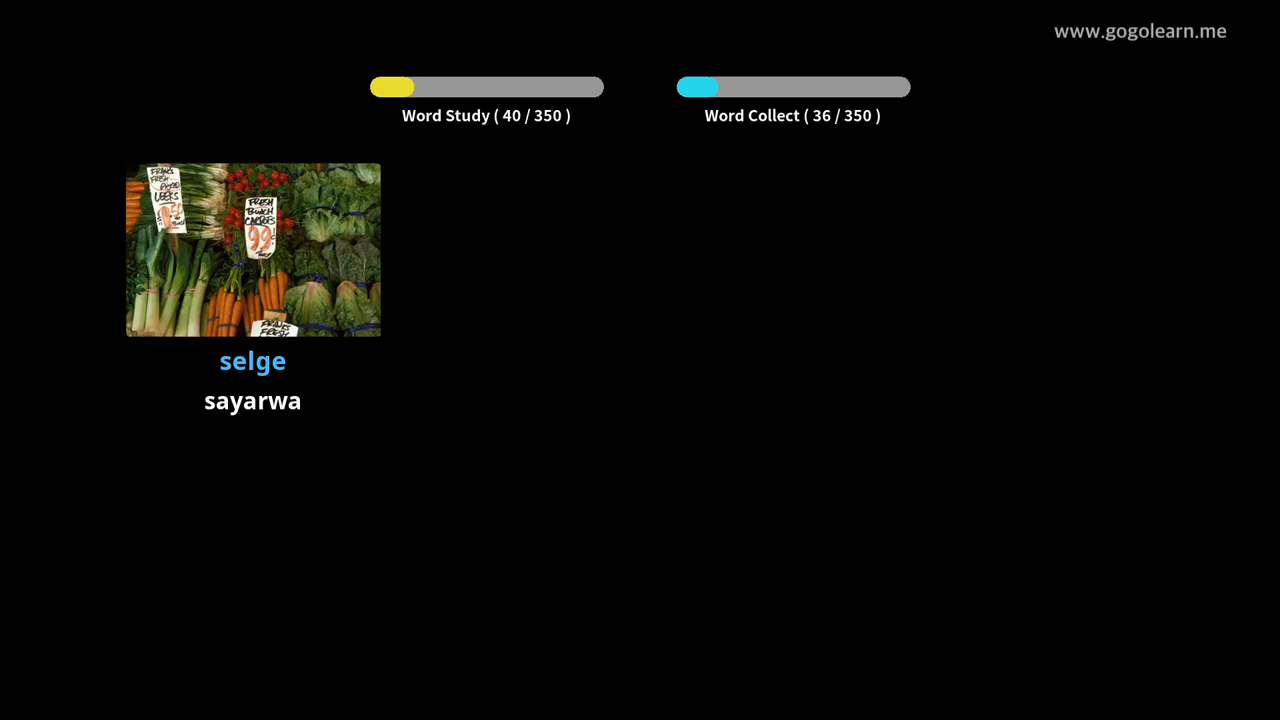 www.gogolearn.me
Word Study ( 40 / 350 )
Word Collect ( 36 / 350 )
FRESH
LEEKS
FRESH
BUNCH
CARROTS
99¢
FRESH
selge
sayarwa